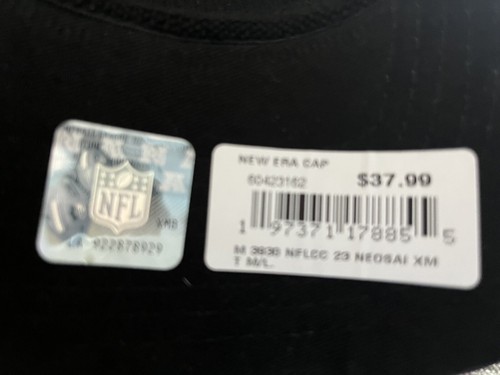 NFL
922878929
NEW ERA CAP
60423162 $37.99
1 97371 17885 5
M 3930 NFLCC 23 NEOSAI XM
T M/L